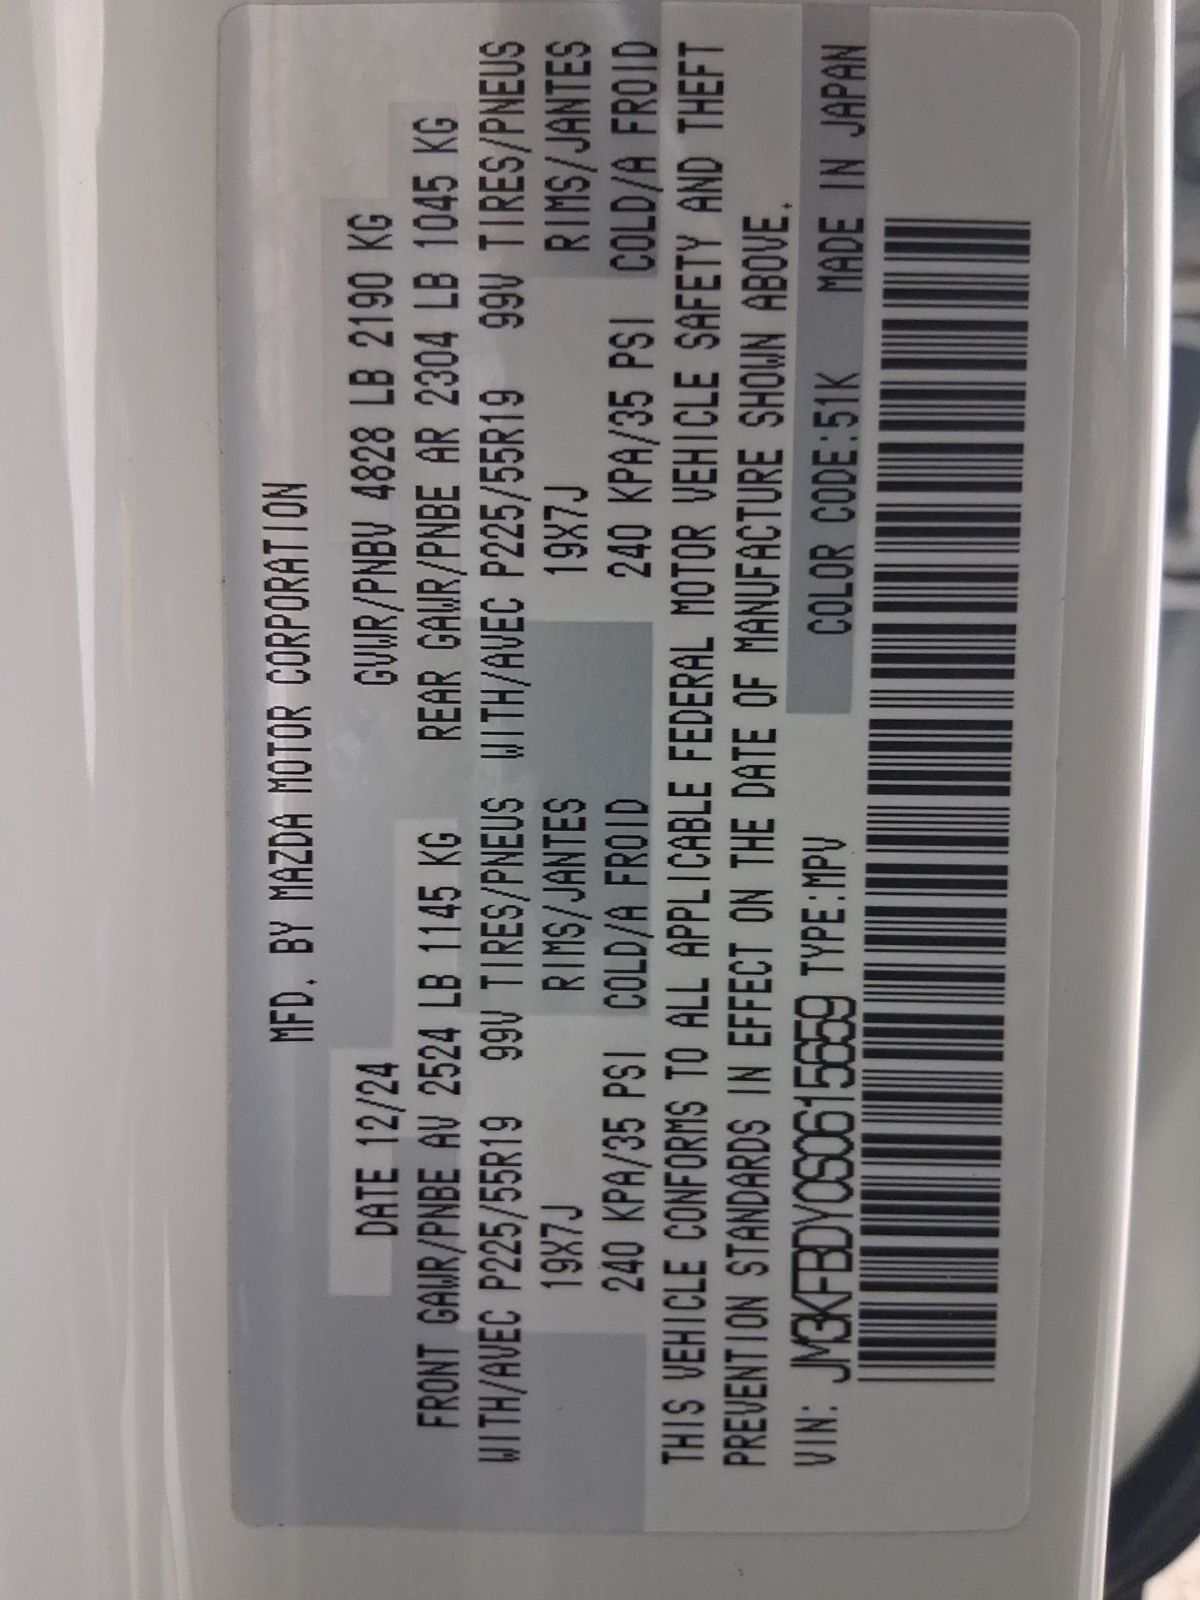 MFD. BY MAZDA MOTOR CORPORATION
DATE 12/24 GVWR/PNBV 4828 LB 2190 KG
FRONT GAWR/PNBE AV 2524 LB 1145 KG REAR GAWR/PNBE AR 2304 LB 1045 KG
WITH/AVEC P225/55R19 99V TIRES/PNEUS WITH/AVEC P225/55R19 99V TIRES/PNEUS
19X7J RIMS/JANTES 19X7J RIMS/JANTES
240 KPA/35 PSI COLD/A FROID 240 KPA/35 PSI COLD/A FROID
THIS VEHICLE CONFORMS TO ALL APPLICABLE FEDERAL MOTOR VEHICLE SAFETY AND THEFT
PREVENTION STANDARDS IN EFFECT ON THE DATE OF MANUFACTURE SHOWN ABOVE.
VIN: JM3KFBDY0S0615659 TYPE:MPV COLOR CODE:51K MADE IN JAPAN